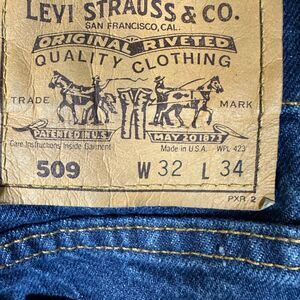 LEVI STRAUSS & CO.
SAN FRANCISCO, CAL.
ORIGINAL RIVETED
QUALITY CLOTHING
TRADE MARK
PATENTED IN U.S. MAY 20 1873
Care Instructions Inside Garment Made in U.S.A. WPL 423
509 W 32 L 34
PXR 2